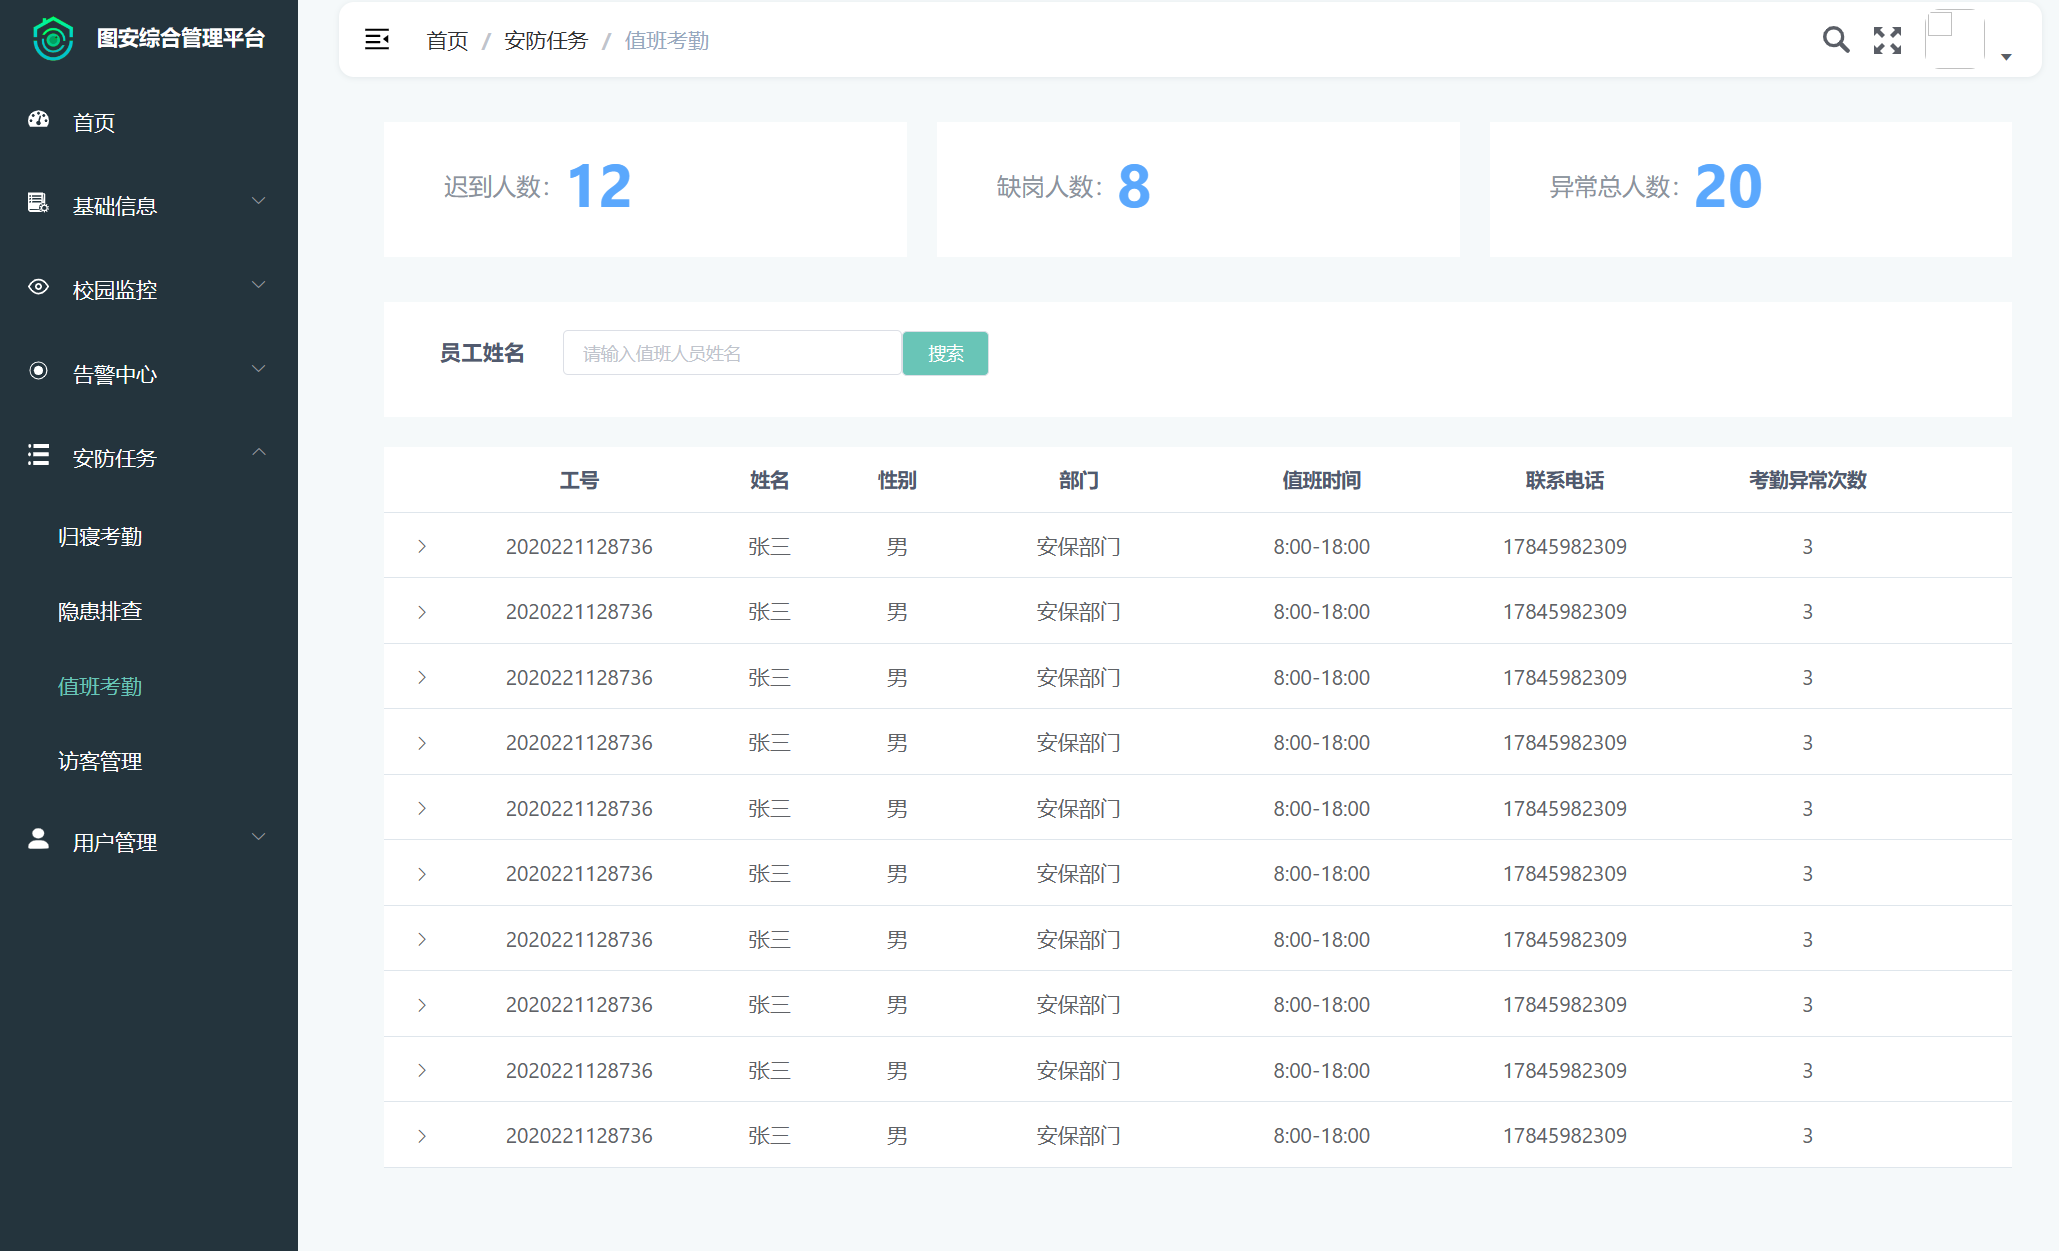 图安综合管理平台
首页
基础信息
校园监控
告警中心
安防任务
归寝考勤
隐患排查
值班考勤
访客管理
用户管理
首页 / 安防任务 / 值班考勤
迟到人数: 12
缺岗人数: 8
异常总人数: 20
员工姓名 请输入值班人员姓名 搜索
工号 姓名 性别 部门 值班时间 联系电话 考勤异常次数
2020221128736 张三 男 安保部门 8:00-18:00 17845982309 3
2020221128736 张三 男 安保部门 8:00-18:00 17845982309 3
2020221128736 张三 男 安保部门 8:00-18:00 17845982309 3
2020221128736 张三 男 安保部门 8:00-18:00 17845982309 3
2020221128736 张三 男 安保部门 8:00-18:00 17845982309 3
2020221128736 张三 男 安保部门 8:00-18:00 17845982309 3
2020221128736 张三 男 安保部门 8:00-18:00 17845982309 3
2020221128736 张三 男 安保部门 8:00-18:00 17845982309 3
2020221128736 张三 男 安保部门 8:00-18:00 17845982309 3
2020221128736 张三 男 安保部门 8:00-18:00 17845982309 3